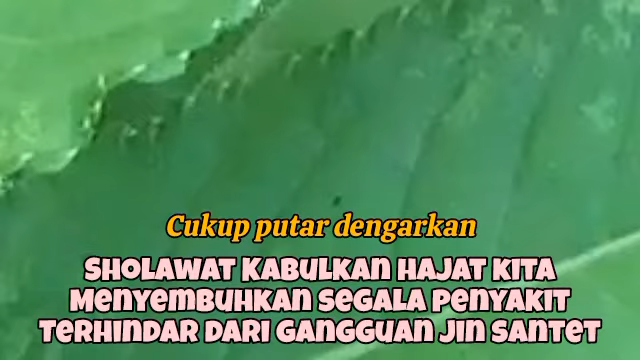 Cukup putar dengarkan
SHOLAWAT KABULKAN HAJAT KITA
MENYEMBUHKAN SEGALA PENYAKIT
TERHINDAR DARI GANGGUAN JIN SANTET